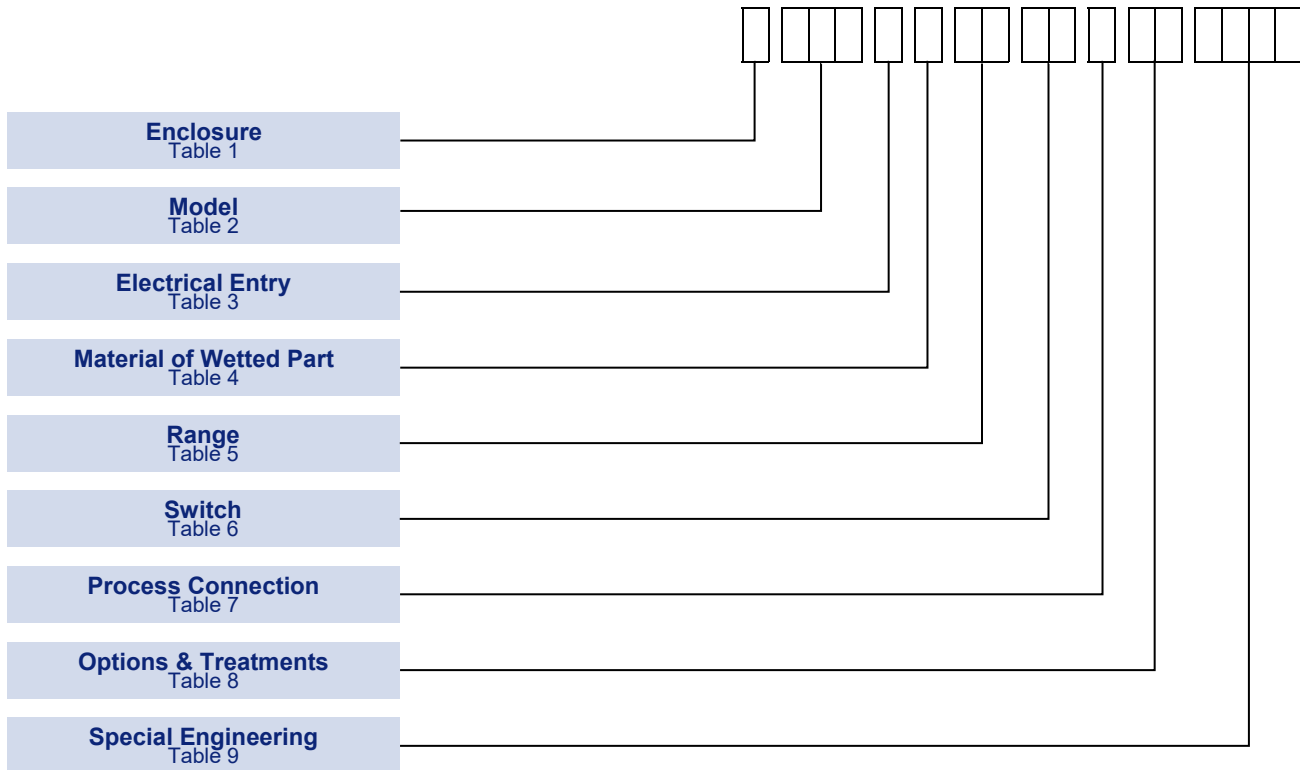 Enclosure
Table 1
Model
Table 2
Electrical Entry
Table 3
Material of Wetted Part
Table 4
Range
Table 5
Switch
Table 6
Process Connection
Table 7
Options & Treatments
Table 8
Special Engineering
Table 9